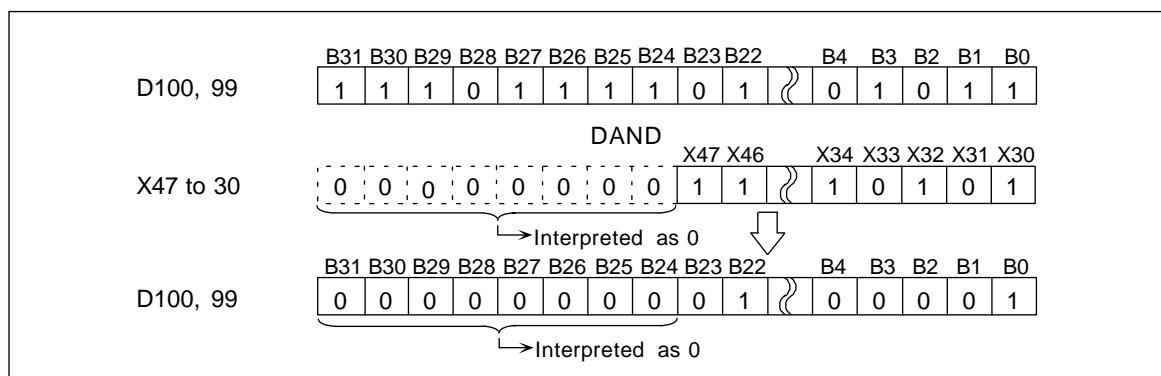 B31 B30 B29 B28 B27 B26 B25 B24 B23 B22 B4 B3 B2 B1 B0
D100, 99 1 1 1 0 1 1 1 1 0 1 0 1 0 1 1
DAND
X47 X46 X34 X33 X32 X31 X30
X47 to 30 0 0 0 0 0 0 0 0 1 1 1 0 1 0 1
Interpreted as 0
B31 B30 B29 B28 B27 B26 B25 B24 B23 B22 B4 B3 B2 B1 B0
D100, 99 0 0 0 0 0 0 0 0 0 1 0 0 0 0 1
Interpreted as 0